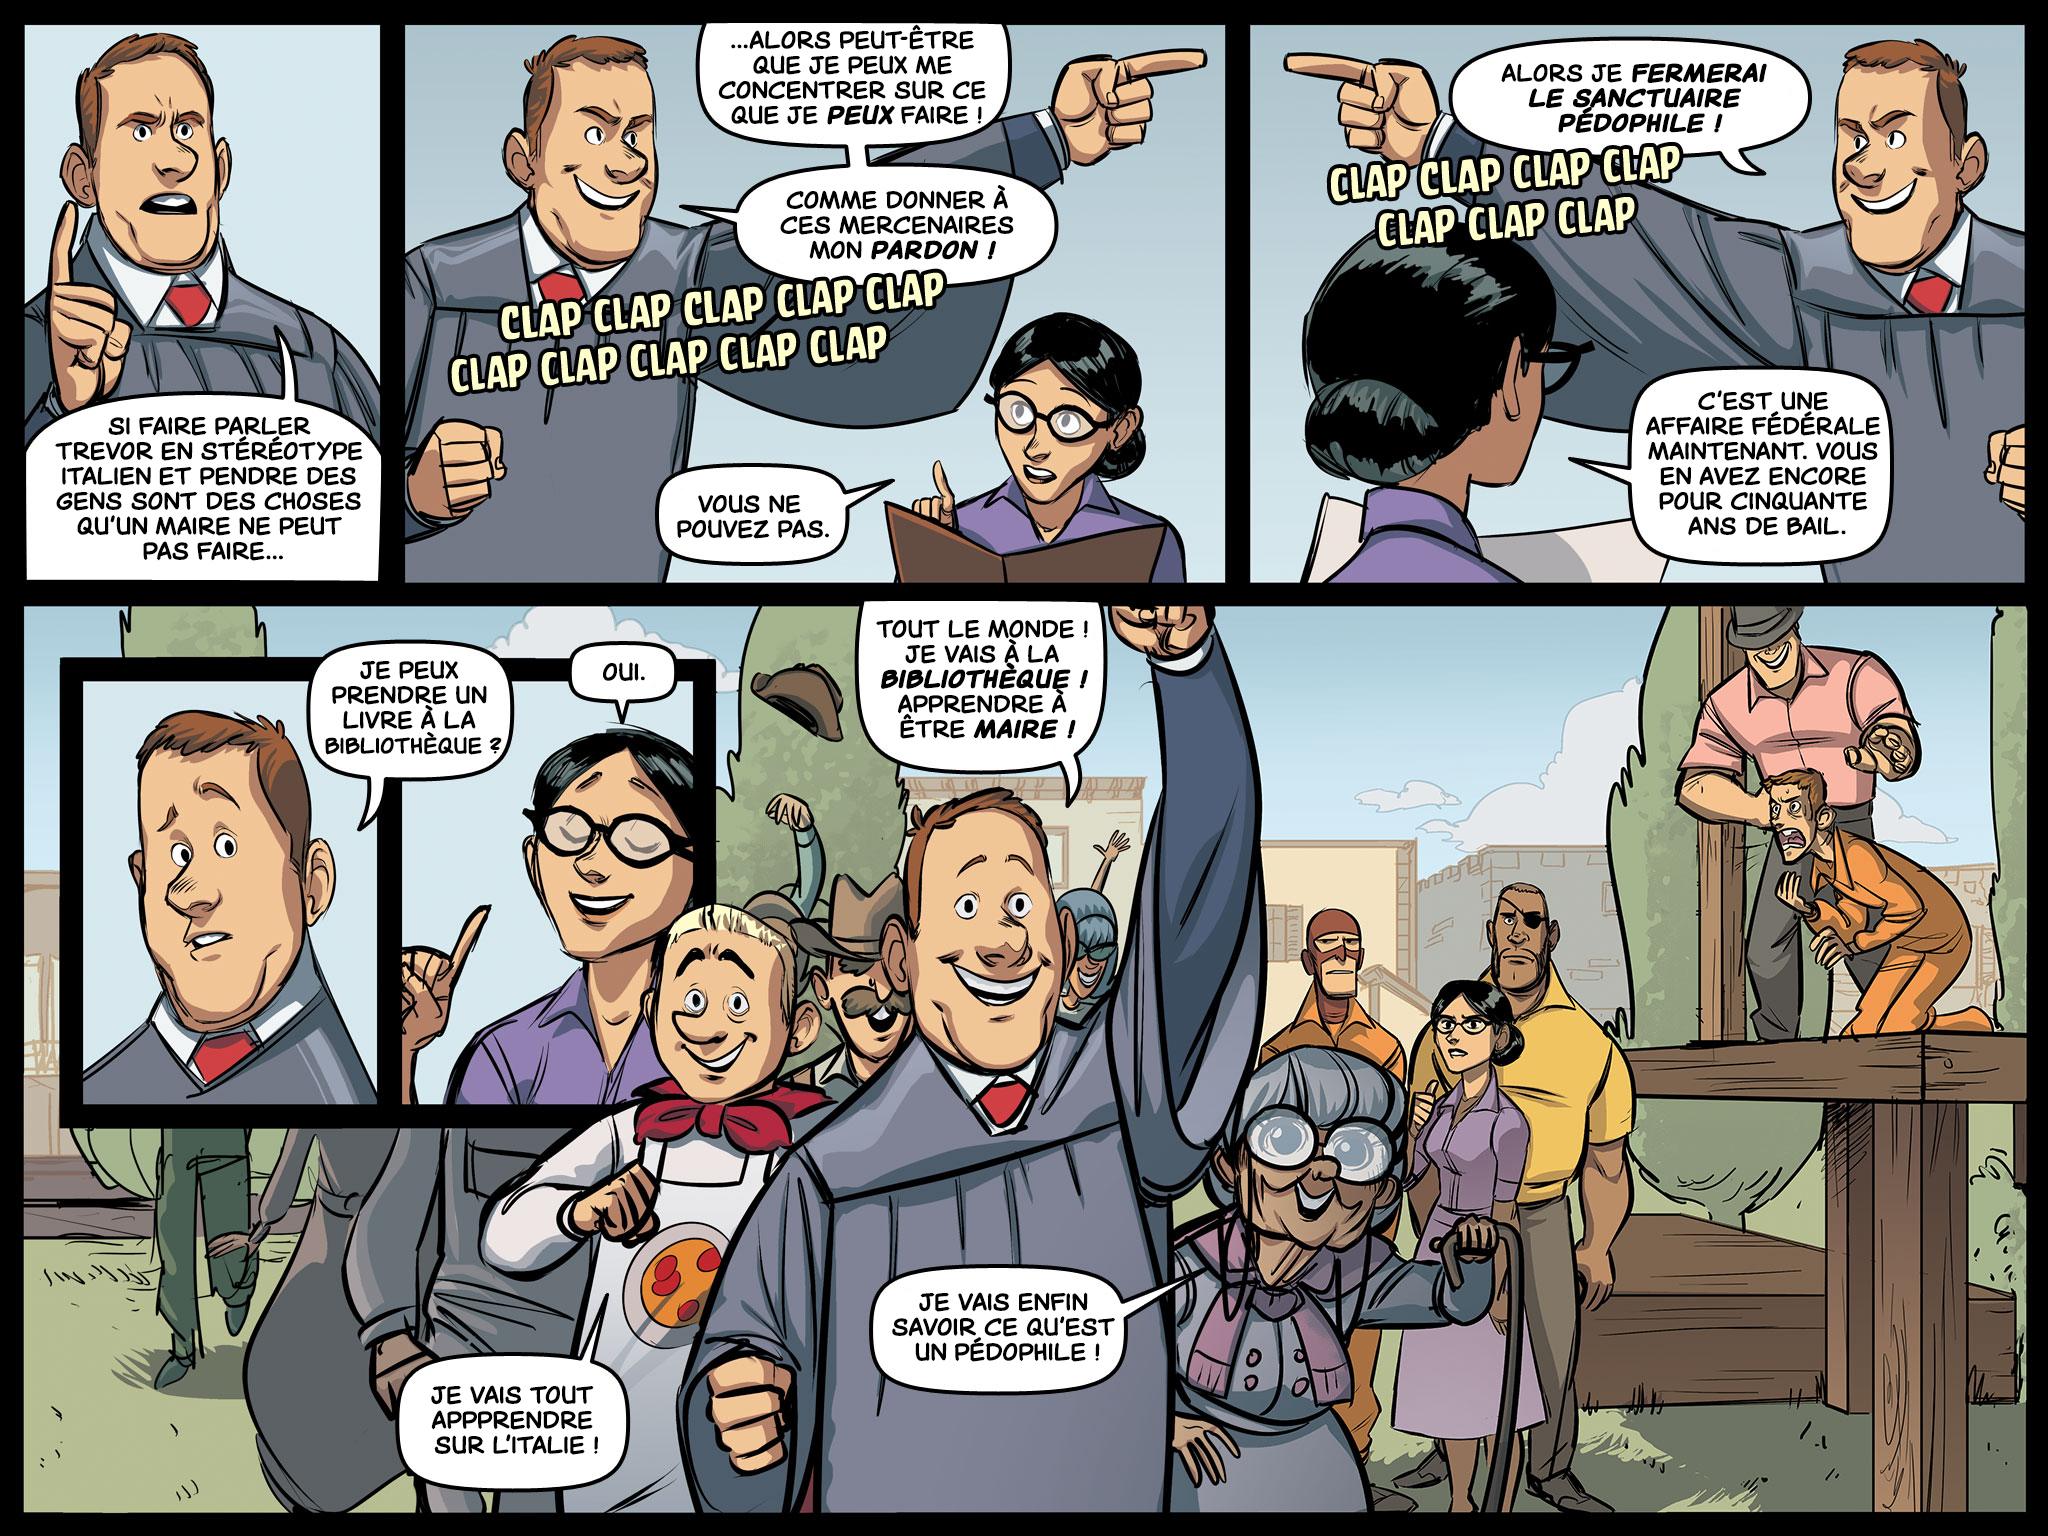 SI FAIRE PARLER
TREVOR EN STÉRÉOTYPE
ITALIEN ET PENDRE DES
GENS SONT DES CHOSES
QU'UN MAIRE NE PEUT
PAS FAIRE...
...ALORS PEUT-ÊTRE
QUE JE PEUX ME
CONCENTRER SUR CE
QUE JE PEUX FAIRE !
COMME DONNER À
CES MERCENAIRES
MON PARDON !
CLAP CLAP CLAP CLAP CLAP
CLAP CLAP CLAP CLAP CLAP
VOUS NE
POUVEZ PAS.
ALORS JE FERMERAI
LE SANCTUAIRE
PÉDOPHILE !
CLAP CLAP CLAP CLAP
CLAP CLAP CLAP
C'EST UNE
AFFAIRE FÉDÉRALE
MAINTENANT. VOUS
EN AVEZ ENCORE
POUR CINQUANTE
ANS DE BAIL.
JE PEUX
PRENDRE UN
LIVRE À LA
BIBLIOTHÈQUE ?
OUI.
TOUT LE MONDE !
JE VAIS À LA
BIBLIOTHÈQUE !
APPRENDRE À
ÊTRE MAIRE !
JE VAIS TOUT
APPPRENDRE
SUR L'ITALIE !
JE VAIS ENFIN
SAVOIR CE QU'EST
UN PÉDOPHILE !